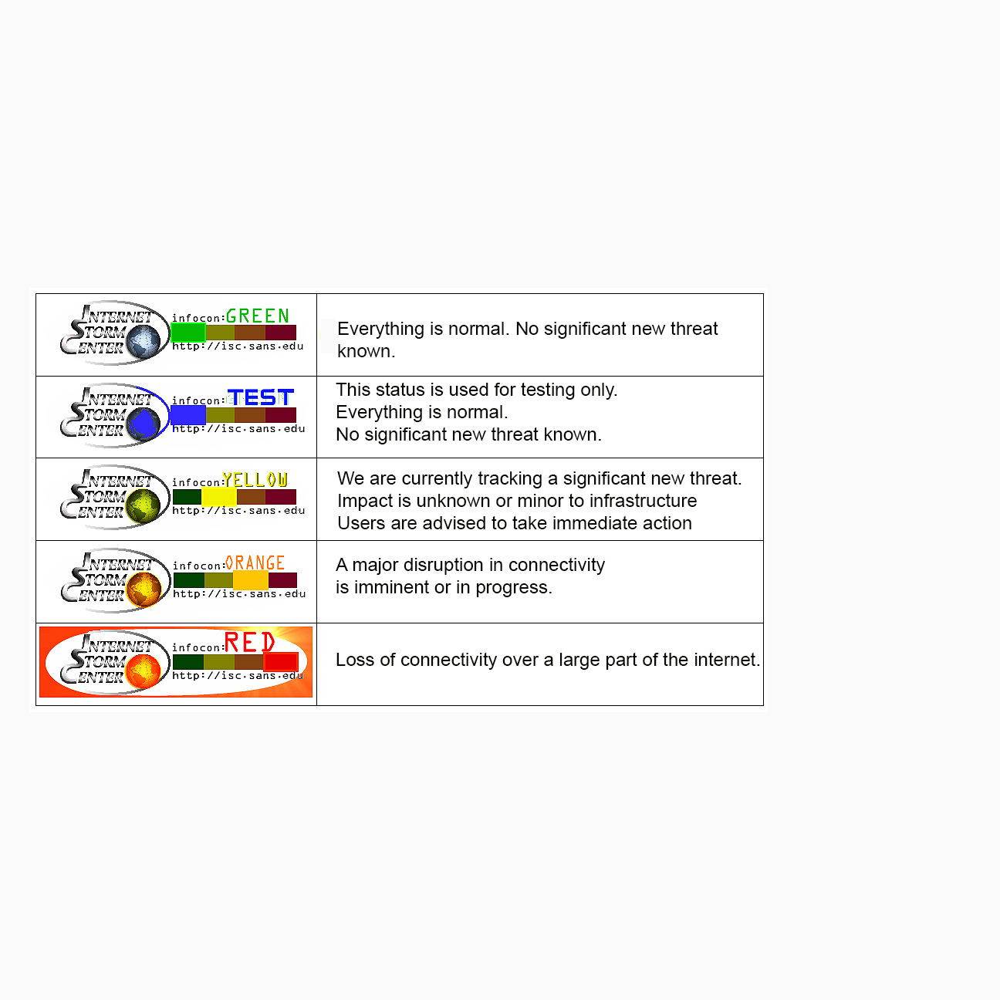 INTERNET
STORM
CENTER
infocon:GREEN
http://isc.sans.edu
Everything is normal. No significant new threat
known.
INTERNET
STORM
CENTER
infocon:TEST
http://isc.sans.edu
This status is used for testing only.
Everything is normal.
No significant new threat known.
INTERNET
STORM
CENTER
infocon:YELLOW
http://isc.sans.edu
We are currently tracking a significant new threat.
Impact is unknown or minor to infrastructure
Users are advised to take immediate action
INTERNET
STORM
CENTER
infocon:ORANGE
http://isc.sans.edu
A major disruption in connectivity
is imminent or in progress.
INTERNET
STORM
CENTER
infocon:RED
http://isc.sans.edu
Loss of connectivity over a large part of the internet.